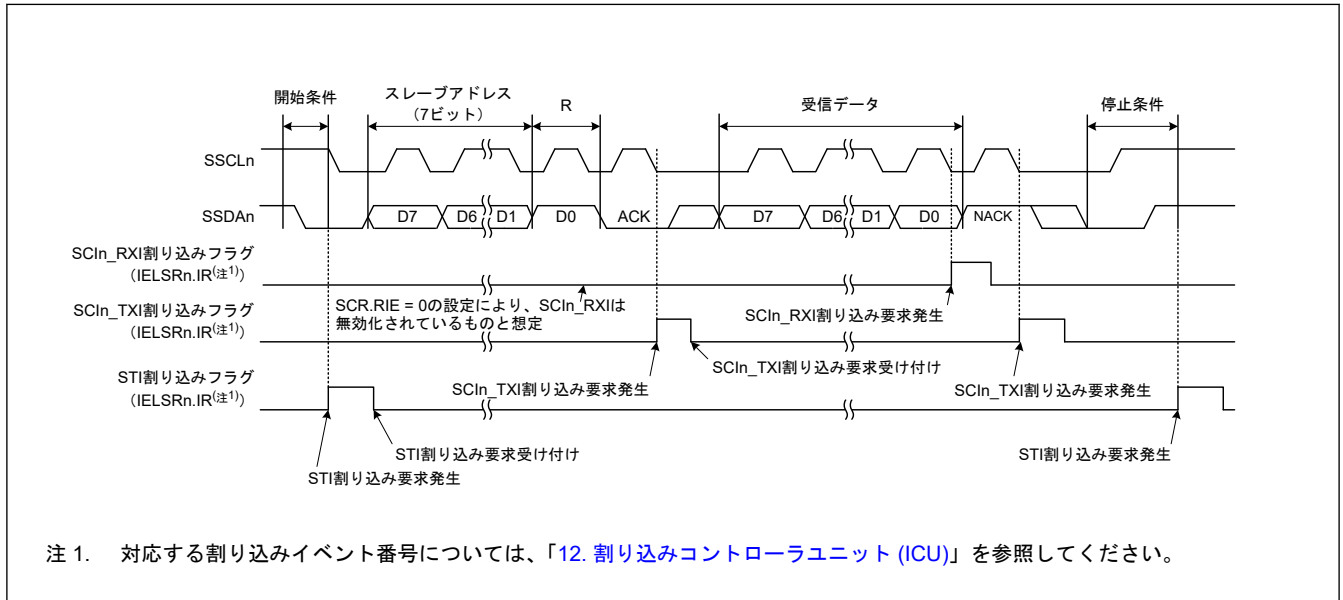 開始条件
スレーブアドレス
（7ビット）
R
受信データ
停止条件
SSCLn
SSDAn
D7
D6
D1
D0
ACK
D7
D6
D1
D0
NACK
SCIn_RXI割り込みフラグ
（IELSRn.IR(注1)）
SCR.RIE = 0の設定により、SCIn_RXIは
無効化されているものと想定
SCIn_RXI割り込み要求発生
SCIn_TXI割り込みフラグ
（IELSRn.IR(注1)）
SCIn_TXI割り込み要求発生
SCIn_TXI割り込み要求受け付け
SCIn_TXI割り込み要求発生
STI割り込みフラグ
（IELSRn.IR(注1)）
STI割り込み要求受け付け
STI割り込み要求発生
STI割り込み要求発生
注 1. 対応する割り込みイベント番号については、「12. 割り込みコントローラユニット (ICU)」を参照してください。